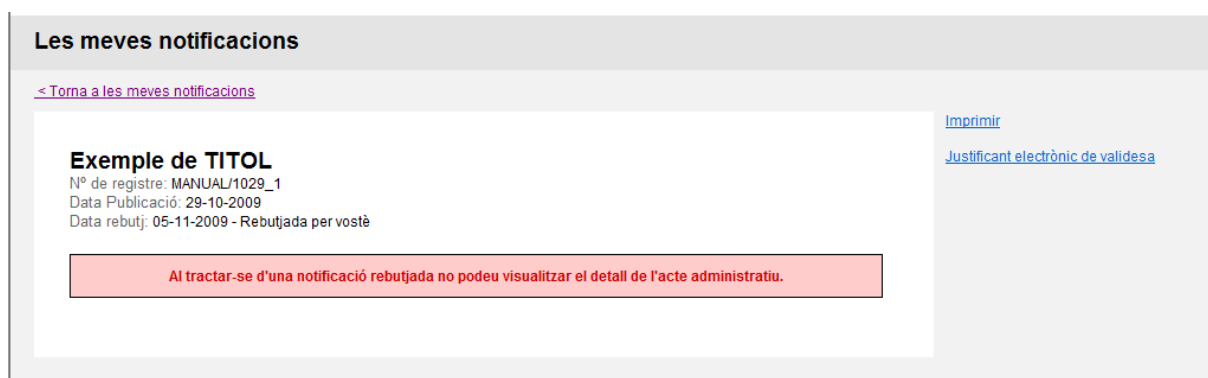 Les meves notificacions
< Torna a les meves notificacions
Imprimir
Justificant electrònic de validesa
Exemple de TITOL
Nº de registre: MANUAL/1029_1
Data Publicació: 29-10-2009
Data rebutj: 05-11-2009 - Rebutjada per vostè
Al tractar-se d'una notificació rebutjada no podeu visualitzar el detall de l'acte administratiu.